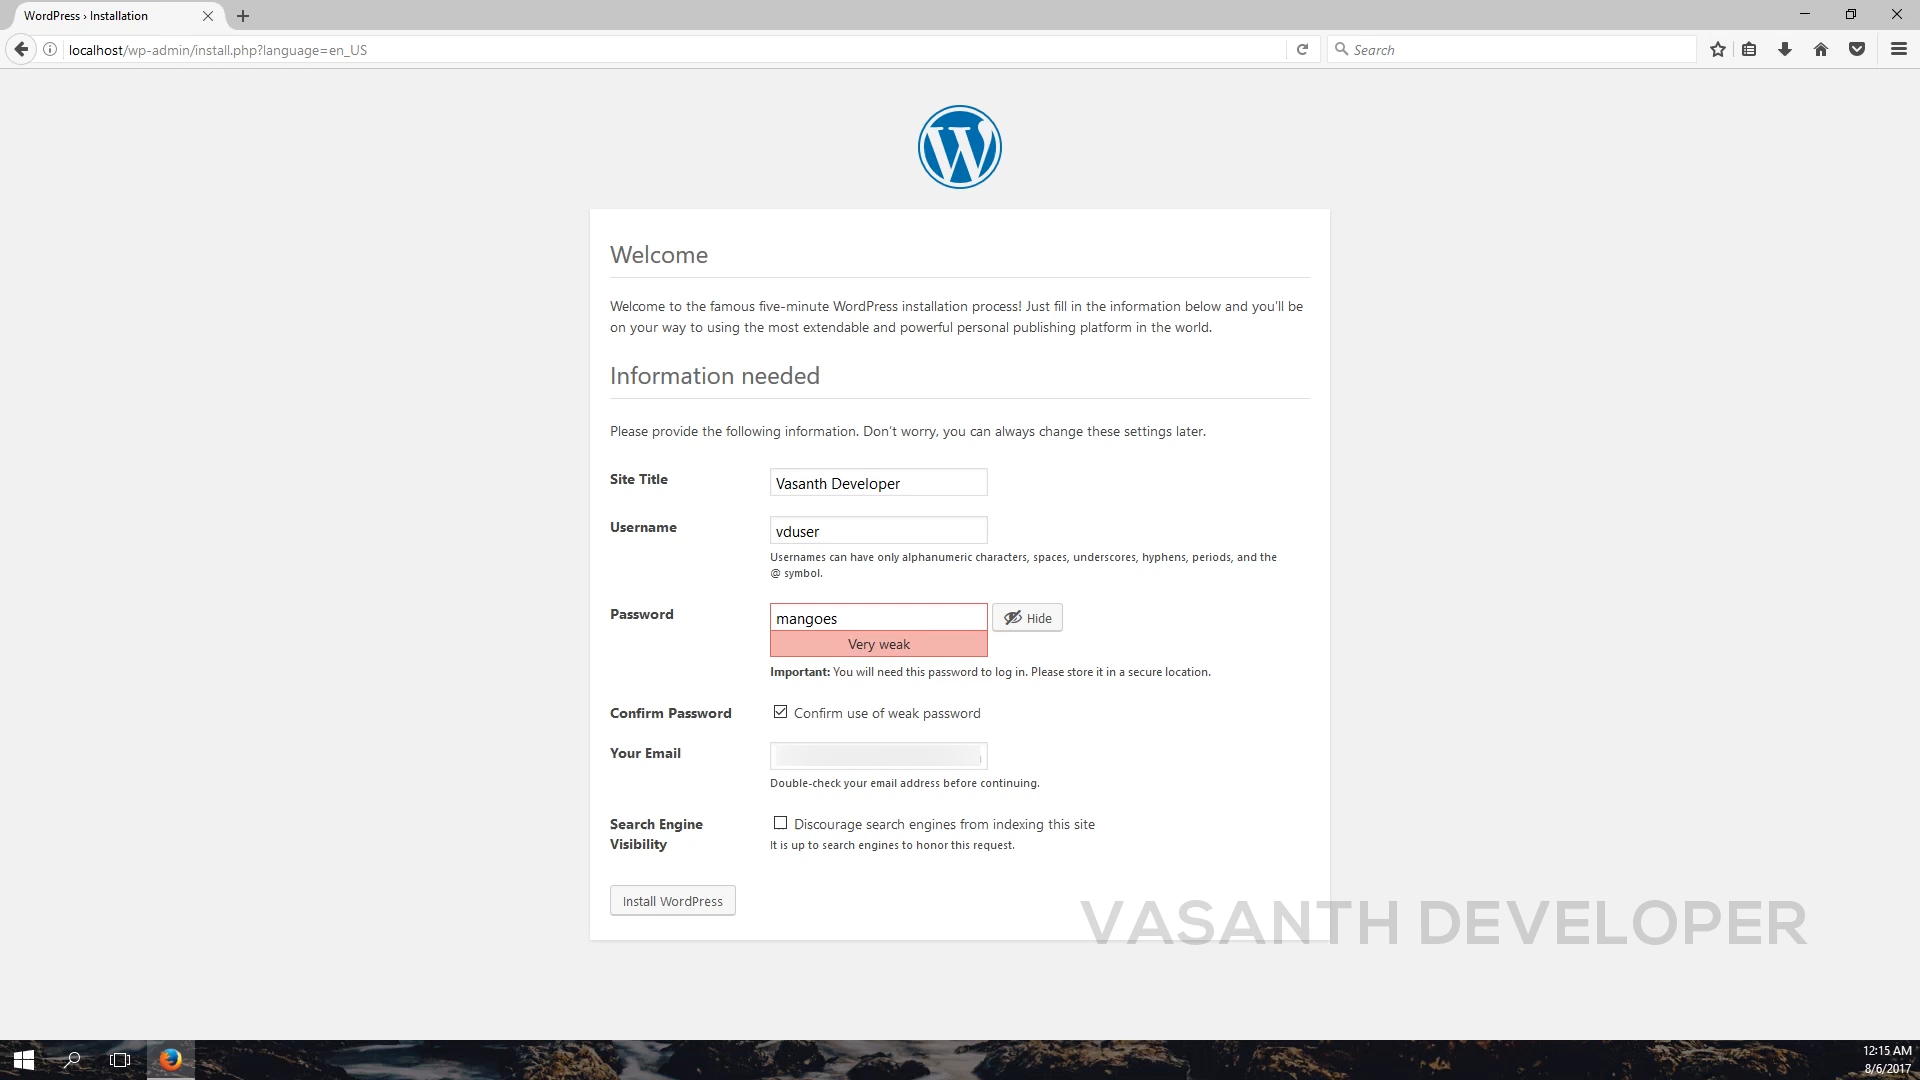 WordPress › Installation
localhost/wp-admin/install.php?language=en_US
Search
Welcome
Welcome to the famous five-minute WordPress installation process! Just fill in the information below and you’ll be
on your way to using the most extendable and powerful personal publishing platform in the world.
Information needed
Please provide the following information. Don’t worry, you can always change these settings later.
Site Title
Vasanth Developer
Username
vduser
Usernames can have only alphanumeric characters, spaces, underscores, hyphens, periods, and the
@ symbol.
Password
mangoes
Hide
Very weak
Important: You will need this password to log in. Please store it in a secure location.
Confirm Password
Confirm use of weak password
Your Email
Double-check your email address before continuing.
Search Engine
Visibility
Discourage search engines from indexing this site
It is up to search engines to honor this request.
Install WordPress
VASANTH DEVELOPER
12:15 AM
8/6/2017